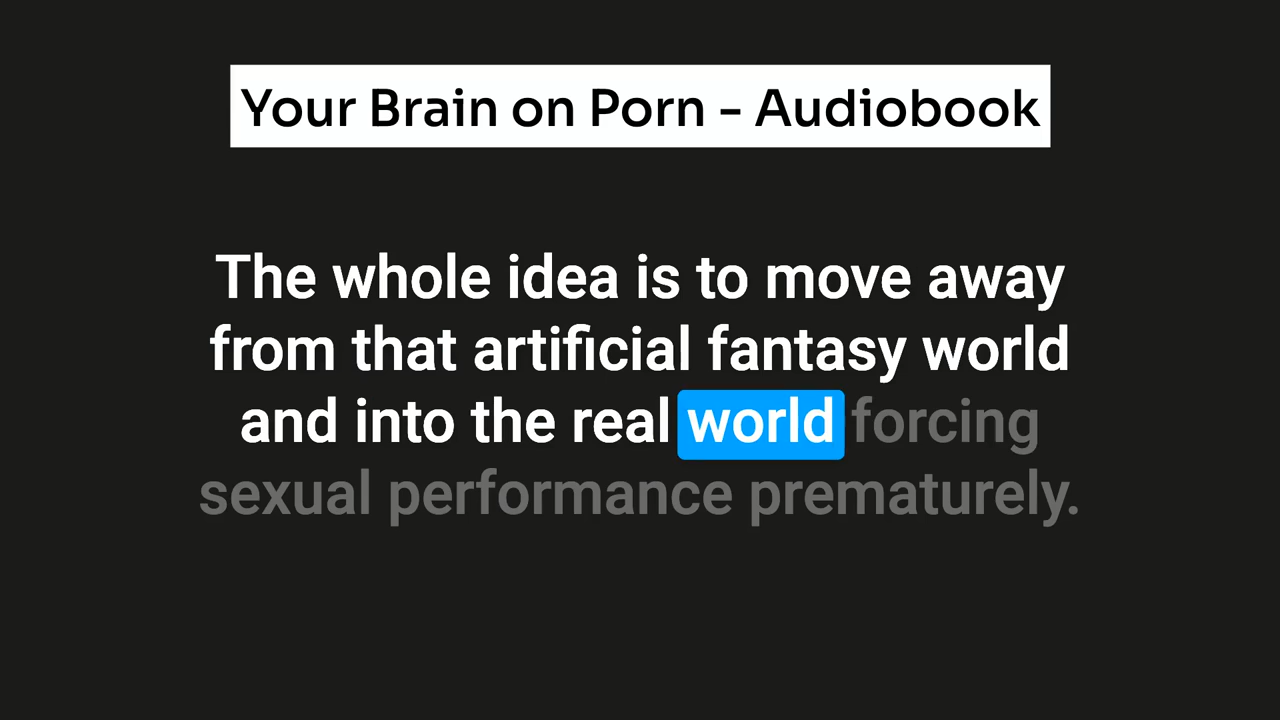 Your Brain on Porn - Audiobook
The whole idea is to move away
from that artificial fantasy world
and into the real world forcing
sexual performance prematurely.